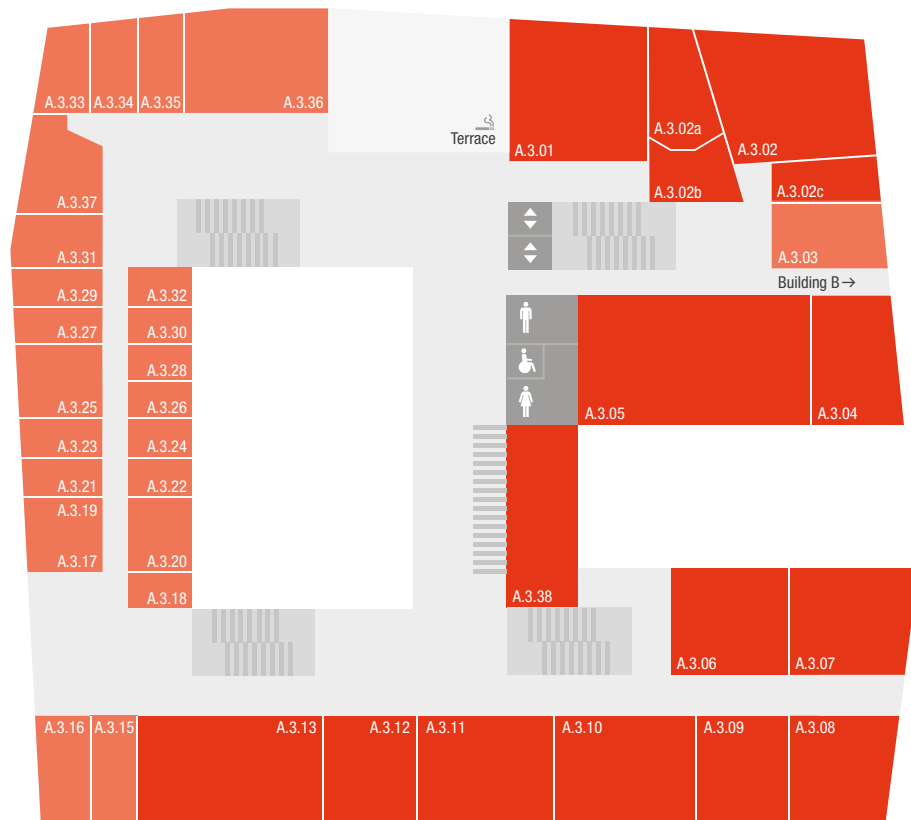 A.3.33
A.3.34
A.3.35
A.3.36
Terrace
A.3.01
A.3.02a
A.3.02
A.3.02b
A.3.02c
A.3.37
A.3.31
A.3.03
Building B→
A.3.29
A.3.32
A.3.27
A.3.30
A.3.28
A.3.25
A.3.26
A.3.05
A.3.04
A.3.23
A.3.24
A.3.21
A.3.22
A.3.19
A.3.17
A.3.20
A.3.18
A.3.38
A.3.06
A.3.07
A.3.16
A.3.15
A.3.13
A.3.12
A.3.11
A.3.10
A.3.09
A.3.08